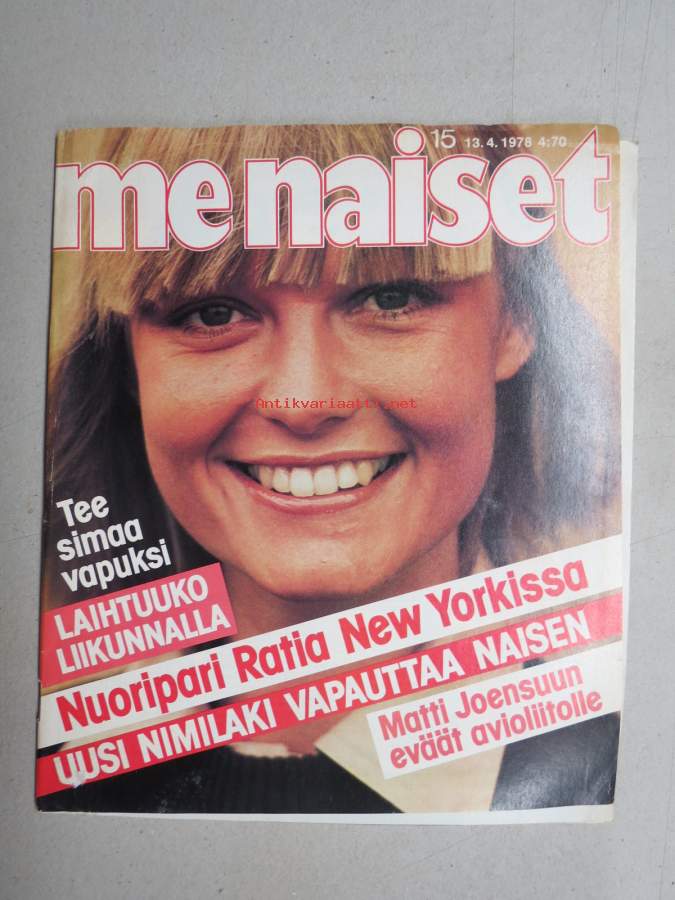 15 13.4.1978 4:70
me naiset
Antikvariaatti.net
Tee
simaa
vapuksi
LAIHTUUKO
LIIKUNNALLA
Nuoripari Ratia New Yorkissa
UUSI NIMILAKI VAPAUTTAA NAISEN
Matti Joensuun
eväät avioliitolle